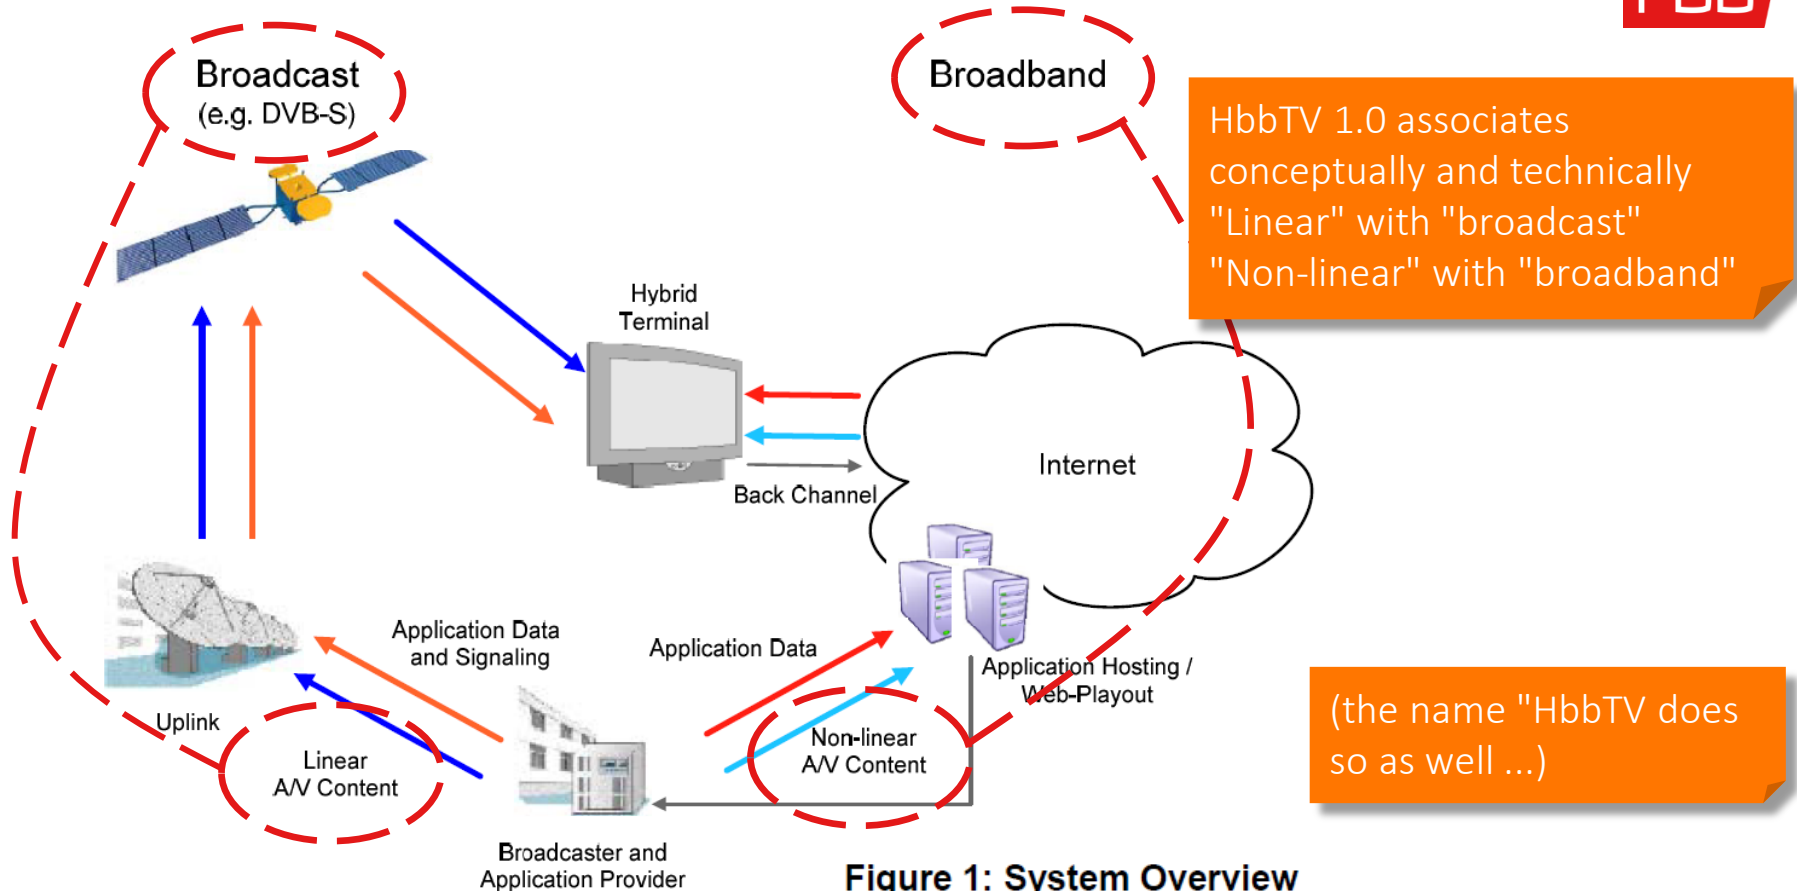 Broadcast
(e.g. DVB-S)
Broadband
HbbTV 1.0 associates
conceptually and technically
"Linear" with "broadcast"
"Non-linear" with "broadband"
Hybrid
Terminal
Internet
Back Channel
Application Data
and Signaling
Application Data
Application Hosting /
Web-Playout
Uplink
Linear
A/V Content
Non-linear
A/V Content
(the name "HbbTV does
so as well ...)
Broadcaster and
Application Provider
Figure 1: System Overview